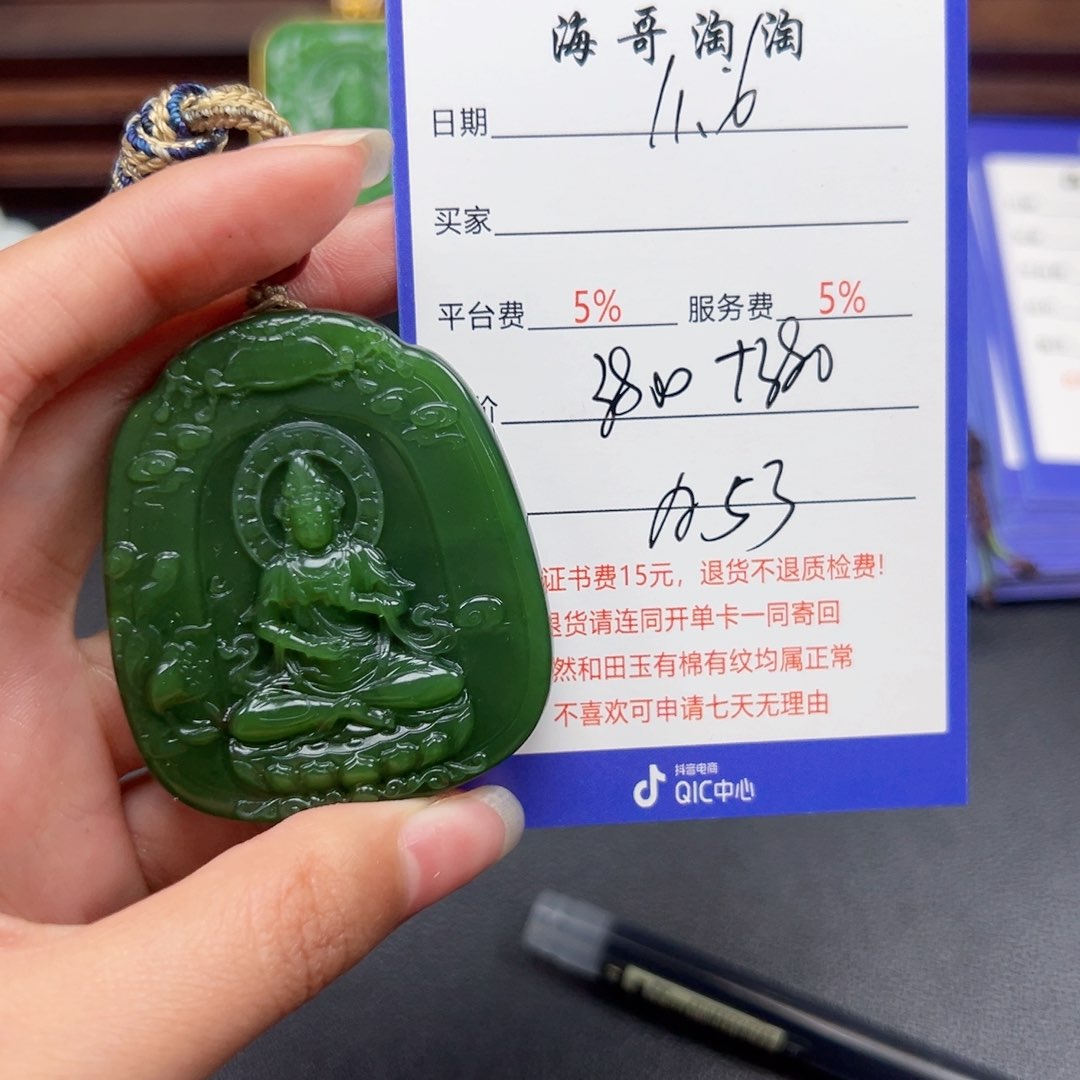 海哥淘淘
日期 11.6
买家
平台费 5% 服务费 5%
价 3800 +380
证书费15元，退货不退质检费!
退货请连同开单卡一同寄回
然和田玉有棉有纹均属正常
不喜欢可申请七天无理由
抖音电商
QIC中心